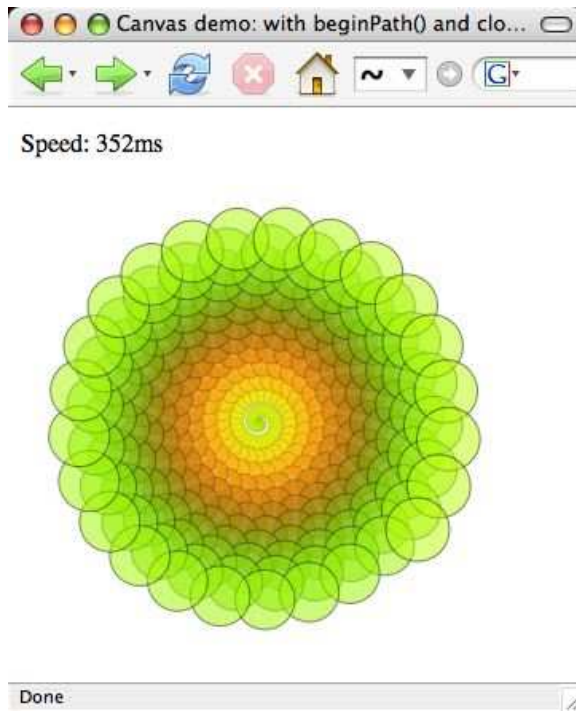 Canvas demo: with beginPath() and clo...
~
G
Speed: 352ms
Done